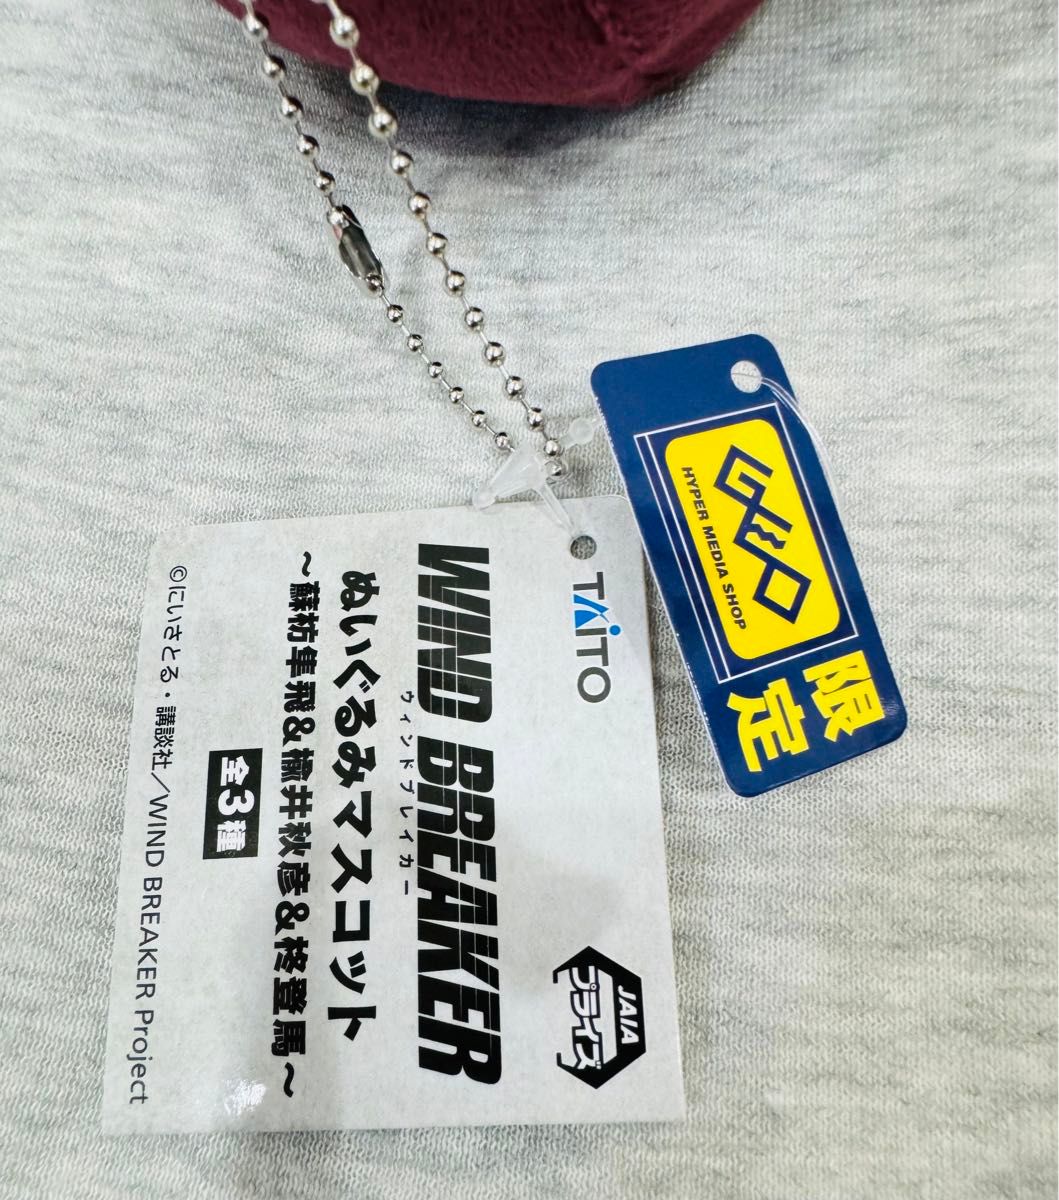 TAITO
WIND BREAKER
ウィンドブレイカー
ぬいぐるみマスコット
~蘇枋隼飛&楡井秋彦&柊登馬~
全3種
©にいさとる・講談社/WIND BREAKER Project
JAIA
プライズ
GEO
HYPER MEDIA SHOP
限定